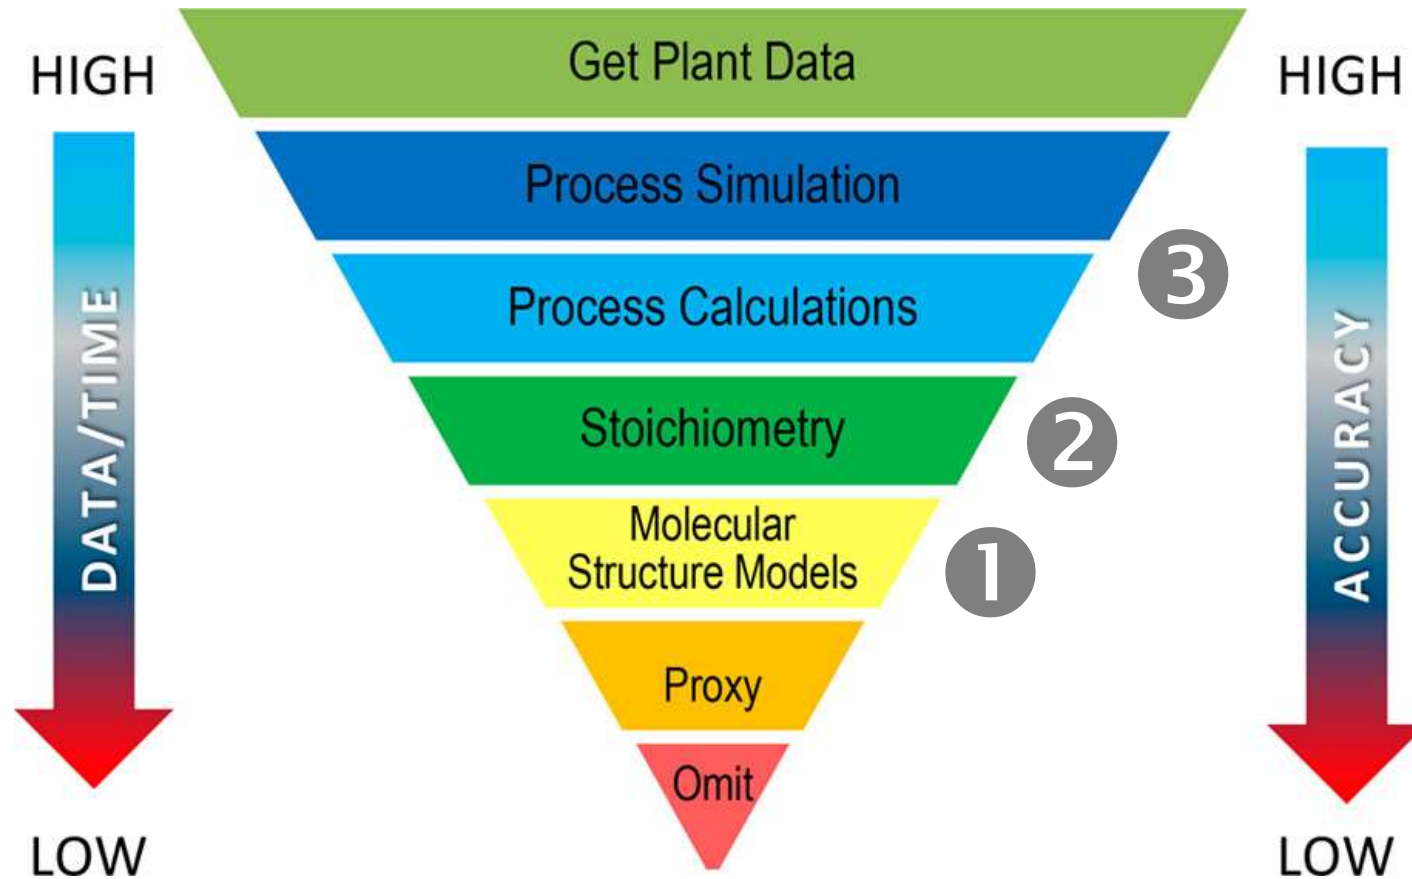 HIGH
Get Plant Data
HIGH
Process Simulation
Process Calculations
3
Stoichiometry
2
Molecular
Structure Models
1
Proxy
Omit
DATA/TIME
ACCURACY
LOW
LOW